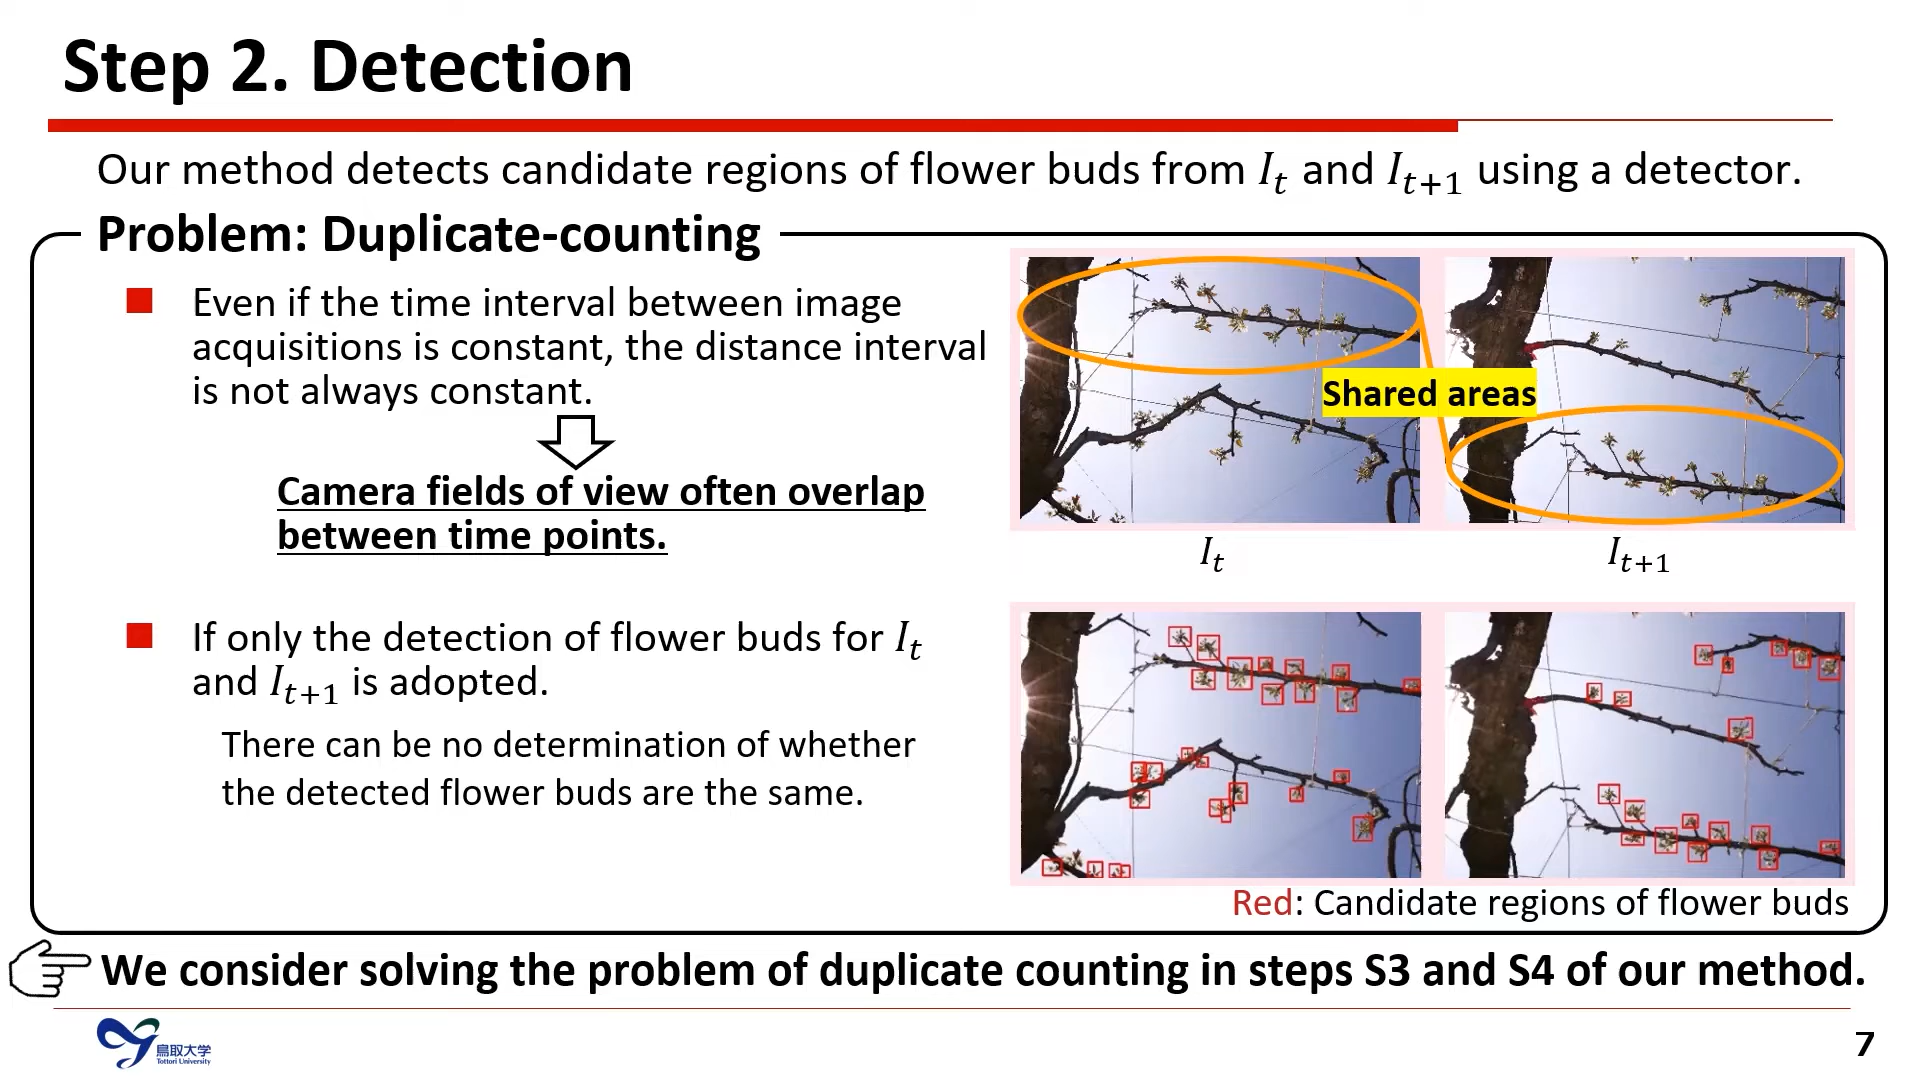 Step 2. Detection
Our method detects candidate regions of flower buds from I_t and I_{t+1} using a detector.
Problem: Duplicate-counting
Even if the time interval between image
acquisitions is constant, the distance interval
is not always constant.
Camera fields of view often overlap
between time points.
If only the detection of flower buds for I_t
and I_{t+1} is adopted.
There can be no determination of whether
the detected flower buds are the same.
Shared areas
I_t
I_{t+1}
Red: Candidate regions of flower buds
We consider solving the problem of duplicate counting in steps S3 and S4 of our method.
鳥取大学
Tottori University
7